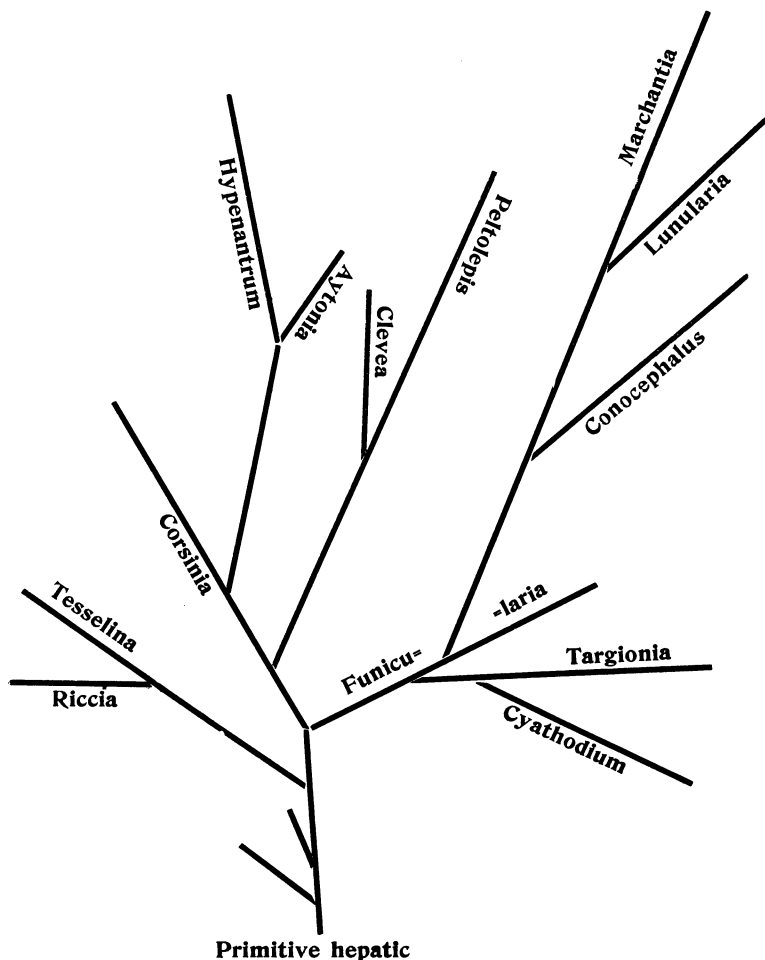 Marchantia
Lunularia
Hypenantrum
Aytonia
Peltolepis
Clevea
Conocephalus
Corsinia
Tesselina
Riccia
Funicu=
=laria
Targionia
Cyathodium
Primitive hepatic